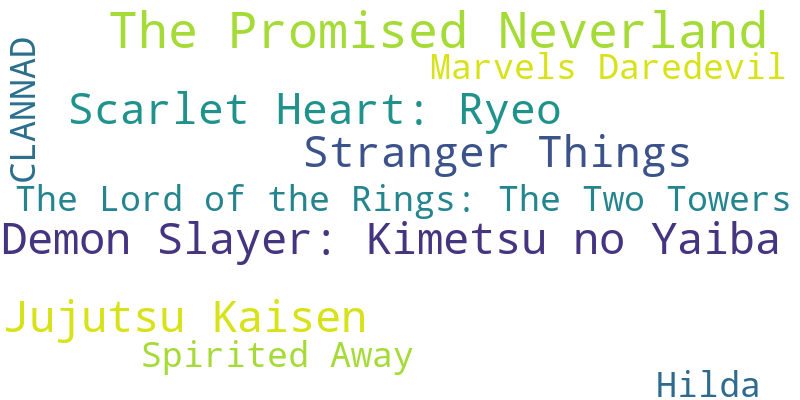 The Promised Neverland
Marvels Daredevil
CLANNAD
Scarlet Heart: Ryeo
Stranger Things
The Lord of the Rings: The Two Towers
Demon Slayer: Kimetsu no Yaiba
Jujutsu Kaisen
Spirited Away
Hilda